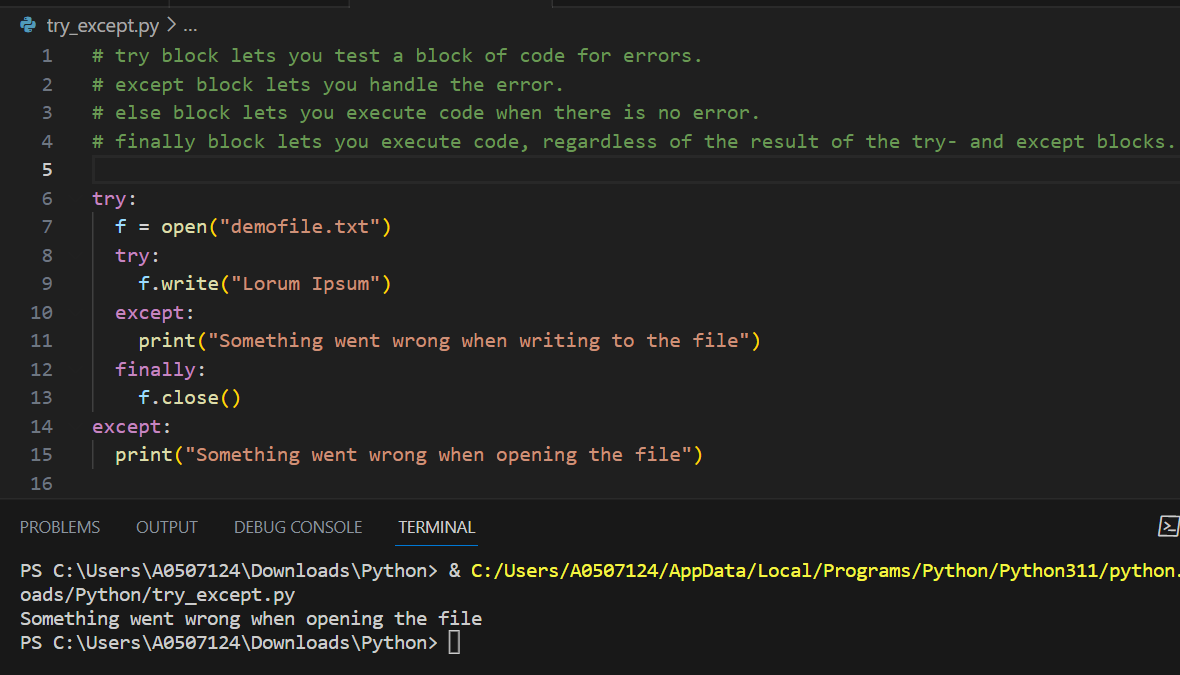 try_except.py > ...
1 # try block lets you test a block of code for errors.
2 # except block lets you handle the error.
3 # else block lets you execute code when there is no error.
4 # finally block lets you execute code, regardless of the result of the try- and except blocks.
5
6 try:
7   f = open("demofile.txt")
8   try:
9     f.write("Lorum Ipsum")
10   except:
11     print("Something went wrong when writing to the file")
12   finally:
13     f.close()
14 except:
15   print("Something went wrong when opening the file")
16
PROBLEMS OUTPUT DEBUG CONSOLE TERMINAL
PS C:\Users\A0507124\Downloads\Python> & C:/Users/A0507124/AppData/Local/Programs/Python/Python311/python.
oads/Python/try_except.py
Something went wrong when opening the file
PS C:\Users\A0507124\Downloads\Python>